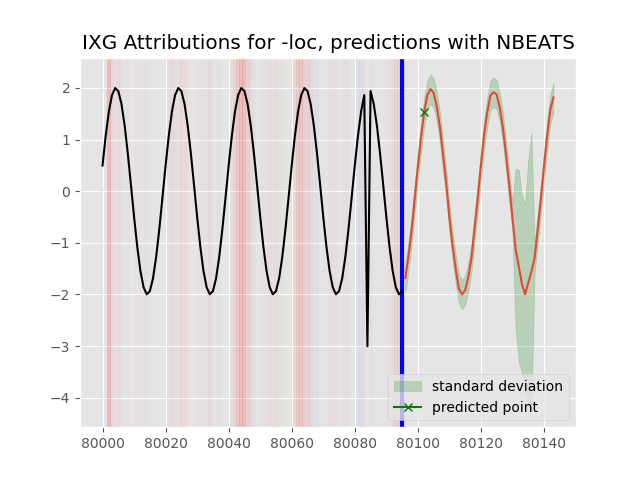 IXG Attributions for -loc, predictions with NBEATS
2
1
0
−1
−2
−3
−4
standard deviation
predicted point
80000 80020 80040 80060 80080 80100 80120 80140